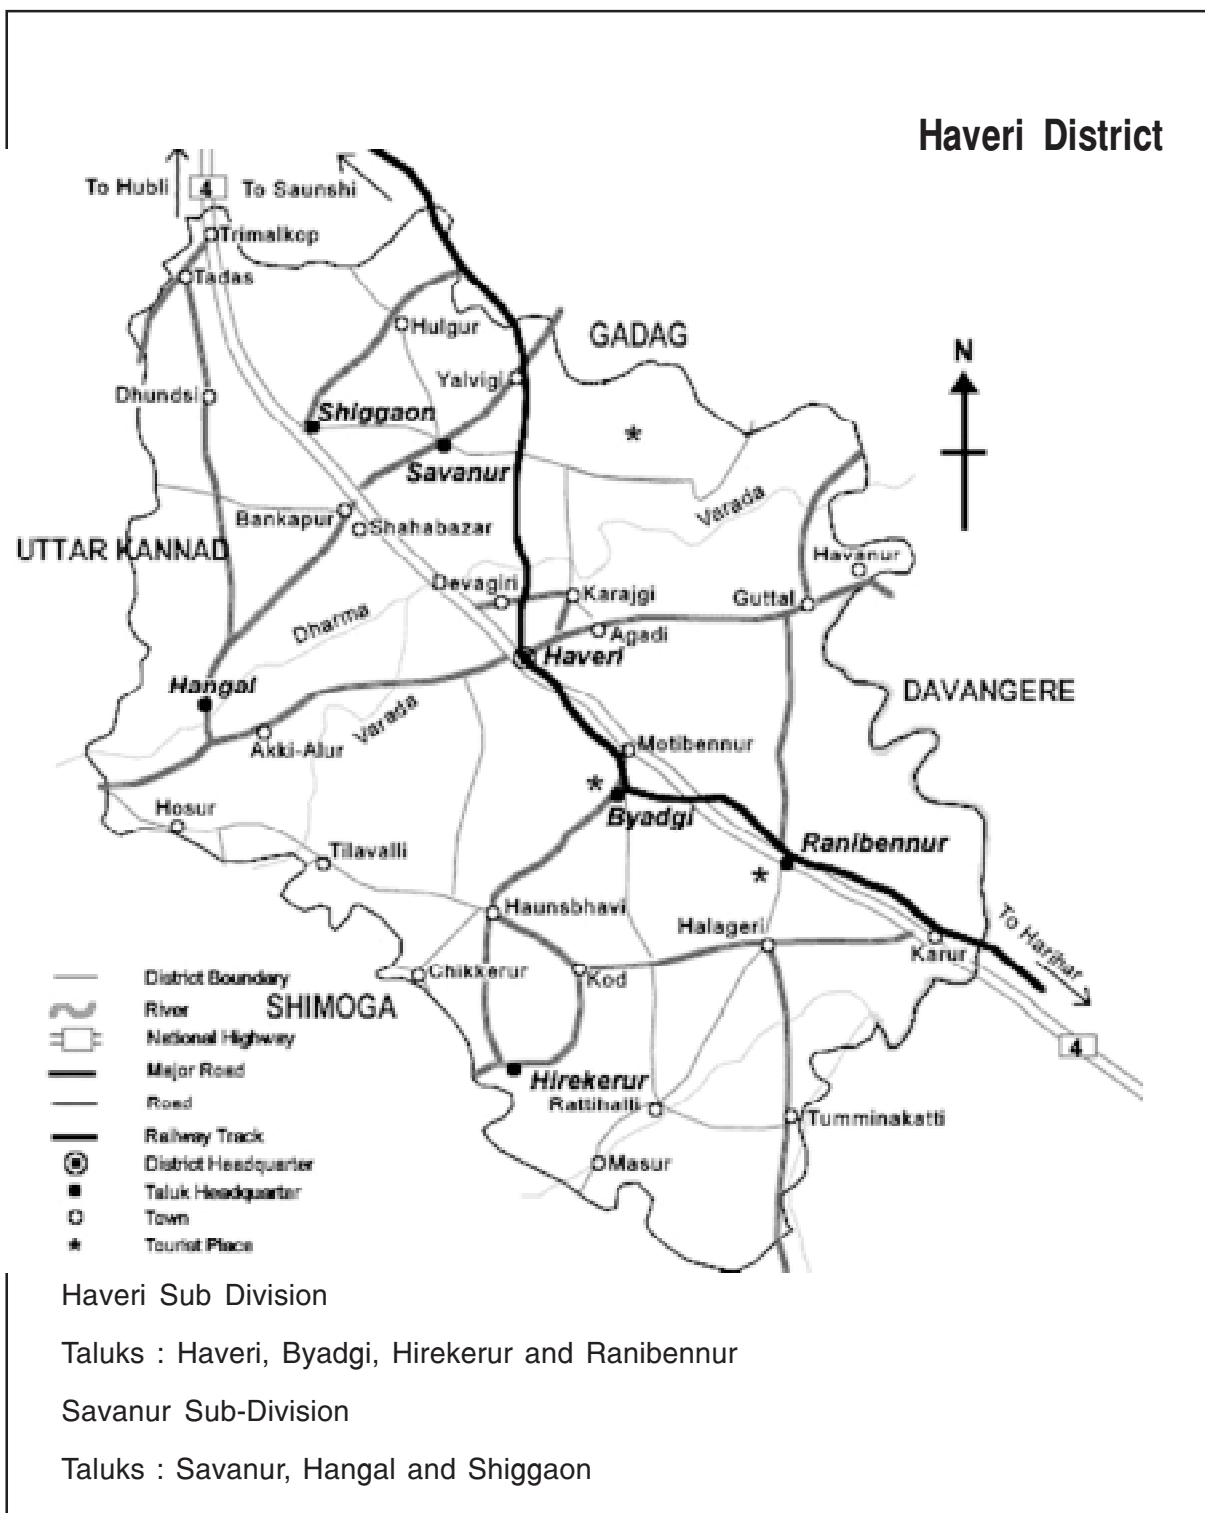 Haveri District
To Hubli
4
To Saunshi
Trimalkop
Tadas
Hulgur
GADAG
N
Yalvigi
Dhundsi
Shiggaon
Savanur
Varada
Bankapur
Shahabazar
UTTAR KANNAD
Havanur
Devagiri
Karajgi
Guttal
Dharma
Agadi
Haveri
Hangal
DAVANGERE
Varada
Akki-Alur
Motibennur
Hosur
Byadgi
Tilavalli
Ranibennur
Haunsbhavi
Halageri
To Harihar
Karur
Chikkerur
Kod
SHIMOGA
4
Hirekerur
Rattihalli
Tumminakatti
Masur
District Boundary
River
National Highway
Major Road
Road
Railway Track
District Headquarter
Taluk Headquarter
Town
Tourist Place
Haveri Sub Division
Taluks : Haveri, Byadgi, Hirekerur and Ranibennur
Savanur Sub-Division
Taluks : Savanur, Hangal and Shiggaon